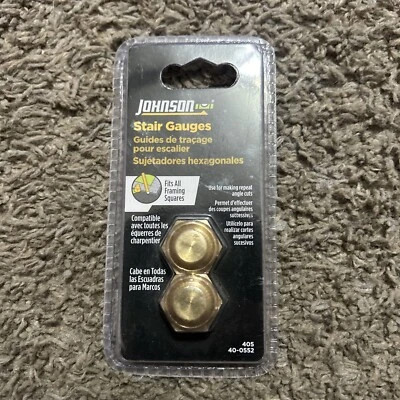 JOHNSON
Stair Gauges
Guides de traçage
pour escalier
Sujétadores hexagonales
Fits All
Framing
Squares
Compatible
avec toutes les
équerres de
charpentier
Cabe en Todas
las Escuadras
para Marcos
Use for making repeat
angle cuts
Permet d'effectuer
des coupes angulaires
successives
Utilícelo para
realizar cortes
angulares
sucesivos
405
40-0552